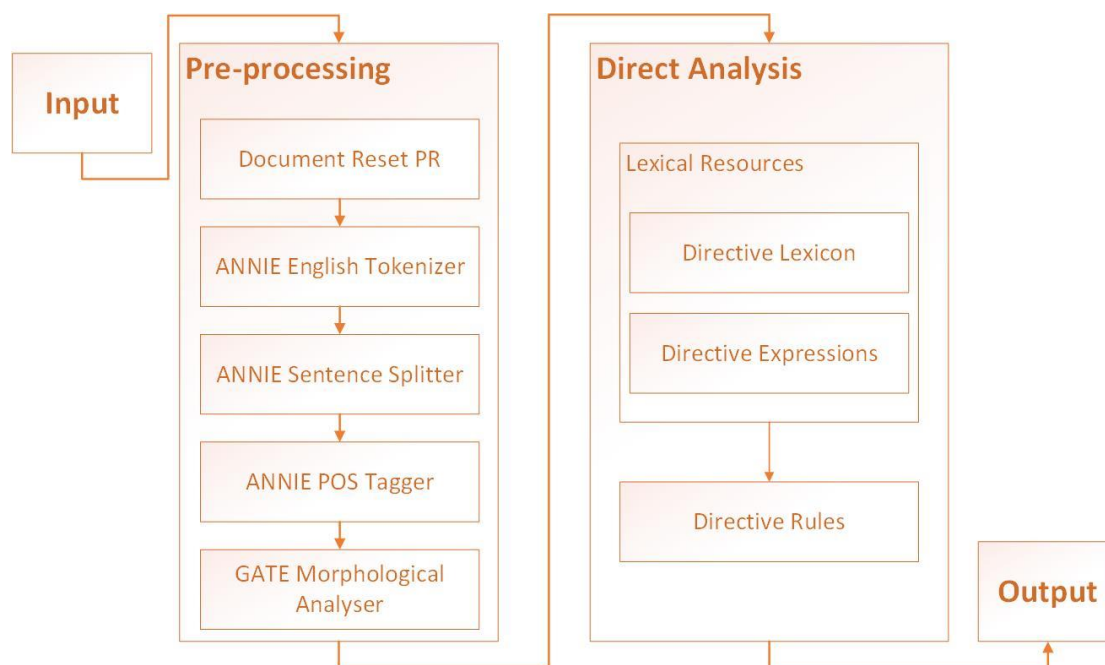 Input
Pre-processing
Document Reset PR
ANNIE English Tokenizer
ANNIE Sentence Splitter
ANNIE POS Tagger
GATE Morphological
Analyser
Direct Analysis
Lexical Resources
Directive Lexicon
Directive Expressions
Directive Rules
Output